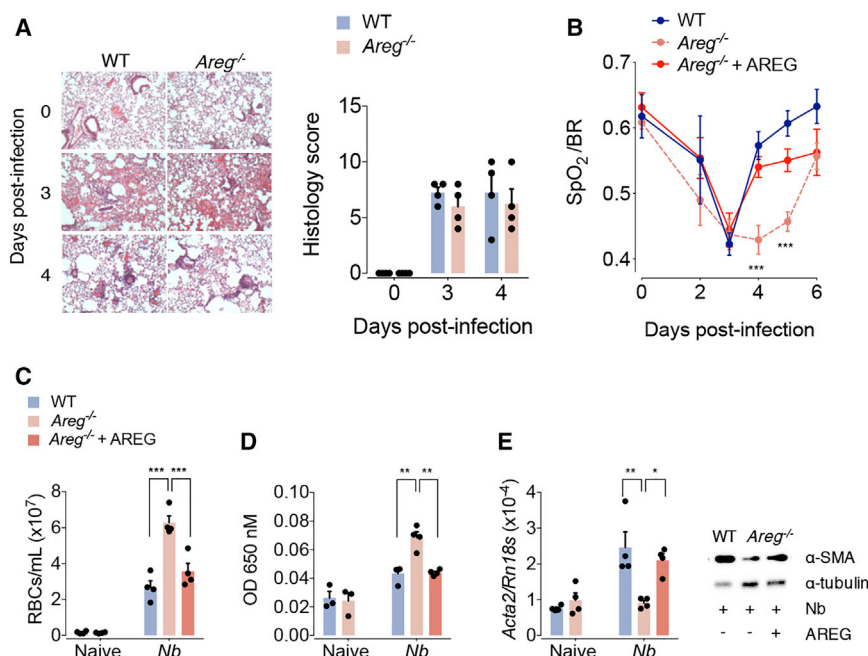 A
WT Areg-/-
Days post-infection
0
3
4
WT
Areg-/-
Histology score
15
10
5
0
0 3 4
Days post-infection
B
WT
Areg-/-
Areg-/- + AREG
SpO2/BR
0.7
0.6
0.5
0.4
***
***
0 2 4 6
Days post-infection
C
WT
Areg-/-
Areg-/- + AREG
RBCs/mL (x10^7)
8
6
4
2
0
*** ***
Naive Nb
D
OD 650 nM
0.10
0.08
0.06
0.04
0.02
0.00
** **
Naive Nb
E
Acta2/Rn18s (x10^-4)
4
3
2
1
0
** *
Naive Nb
WT Areg-/-
α-SMA
α-tubulin
+ + + Nb
- - + AREG